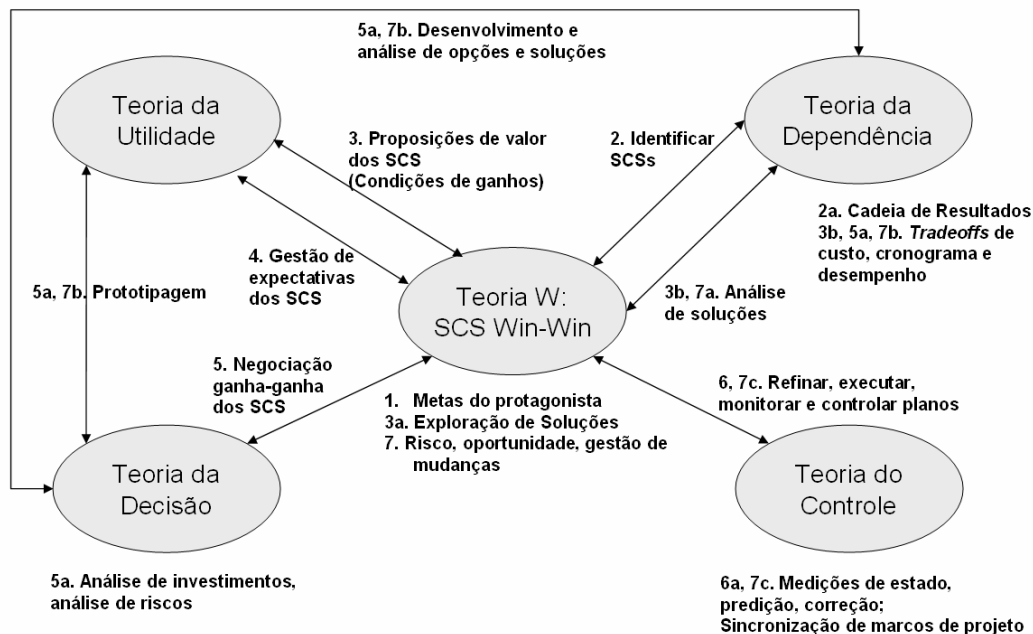 5a, 7b. Desenvolvimento e
análise de opções e soluções
Teoria da
Utilidade
Teoria da
Dependência
3. Proposições de valor
dos SCS
(Condições de ganhos)
2. Identificar
SCSs
2a. Cadeia de Resultados
3b, 5a, 7b. Tradeoffs de
custo, cronograma e
desempenho
4. Gestão de
expectativas
dos SCS
5a, 7b. Prototipagem
Teoria W:
SCS Win-Win
3b, 7a. Análise
de soluções
5. Negociação
ganha-ganha
dos SCS
1. Metas do protagonista
3a. Exploração de Soluções
7. Risco, oportunidade, gestão de
mudanças
6, 7c. Refinar, executar,
monitorar e controlar planos
Teoria da
Decisão
Teoria do
Controle
5a. Análise de investimentos,
análise de riscos
6a, 7c. Medições de estado,
predição, correção;
Sincronização de marcos de projeto